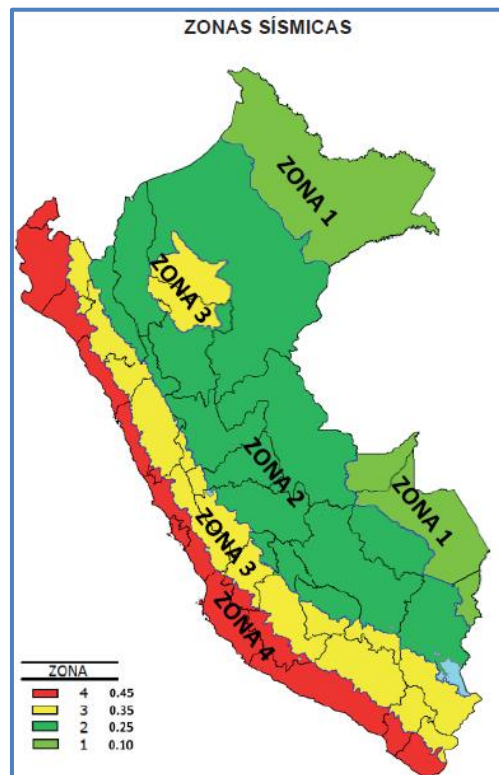 ZONAS SÍSMICAS
ZONA 1
ZONA 3
ZONA 2
ZONA 1
ZONA 3
ZONA 4
ZONA
4 0.45
3 0.35
2 0.25
1 0.10